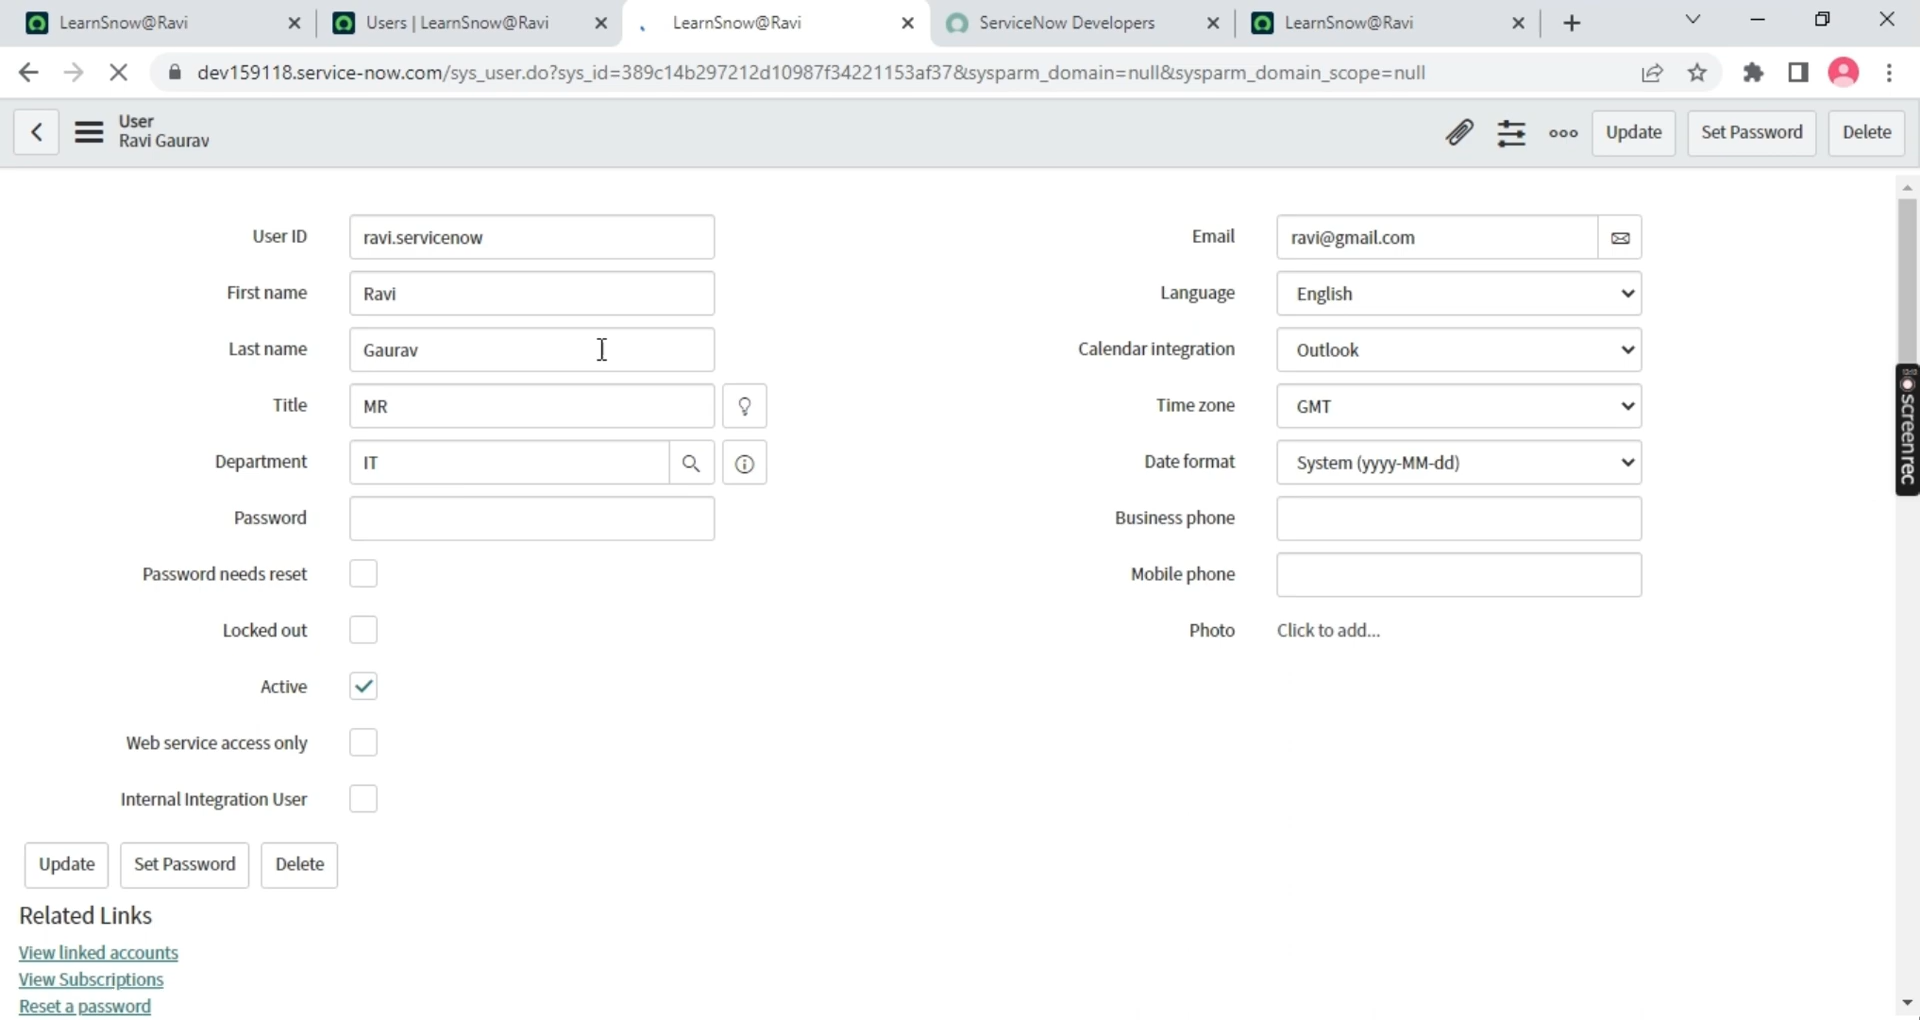 LearnSnow@Ravi
Users | LearnSnow@Ravi
LearnSnow@Ravi
ServiceNow Developers
LearnSnow@Ravi
dev159118.service-now.com/sys_user.do?sys_id=389c14b297212d10987f34221153af37&sysparm_domain=null&sysparm_domain_scope=null
User
Ravi Gaurav
Update
Set Password
Delete
User ID
ravi.servicenow
First name
Ravi
Last name
Gaurav
Title
MR
Department
IT
Password
Password needs reset
Locked out
Active
Web service access only
Internal Integration User
Email
ravi@gmail.com
Language
English
Calendar integration
Outlook
Time zone
GMT
Date format
System (yyyy-MM-dd)
Business phone
Mobile phone
Photo
Click to add...
screenrec
Update
Set Password
Delete
Related Links
View linked accounts
View Subscriptions
Reset a password